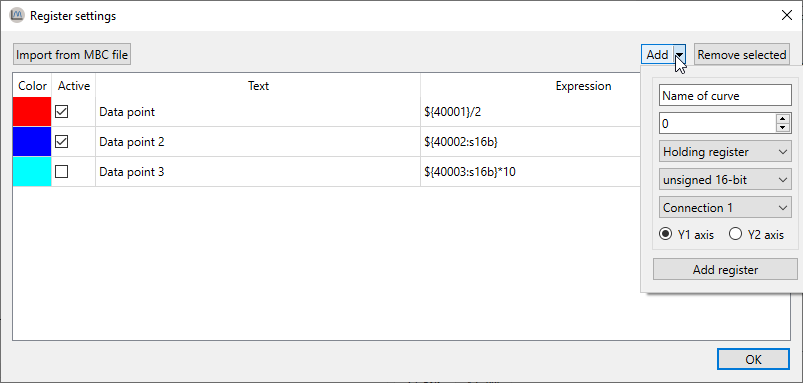 Register settings
Import from MBC file
Add
Remove selected
Color Active Text Expression
Data point ${40001}/2
Data point 2 ${40002:s16b}
Data point 3 ${40003:s16b}*10
Name of curve
0
Holding register
unsigned 16-bit
Connection 1
Y1 axis Y2 axis
Add register
OK